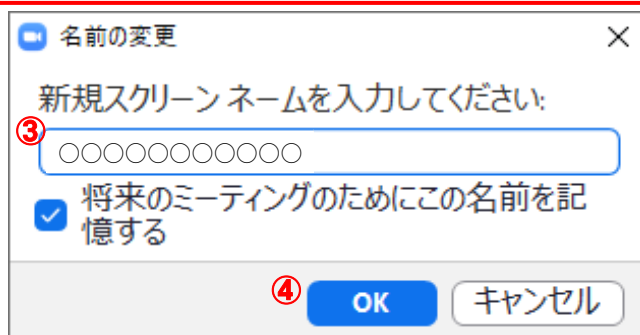 名前の変更
新規スクリーン ネームを入力してください:
③
○○○○○○○○○○○
将来のミーティングのためにこの名前を記
憶する
④
OK キャンセル